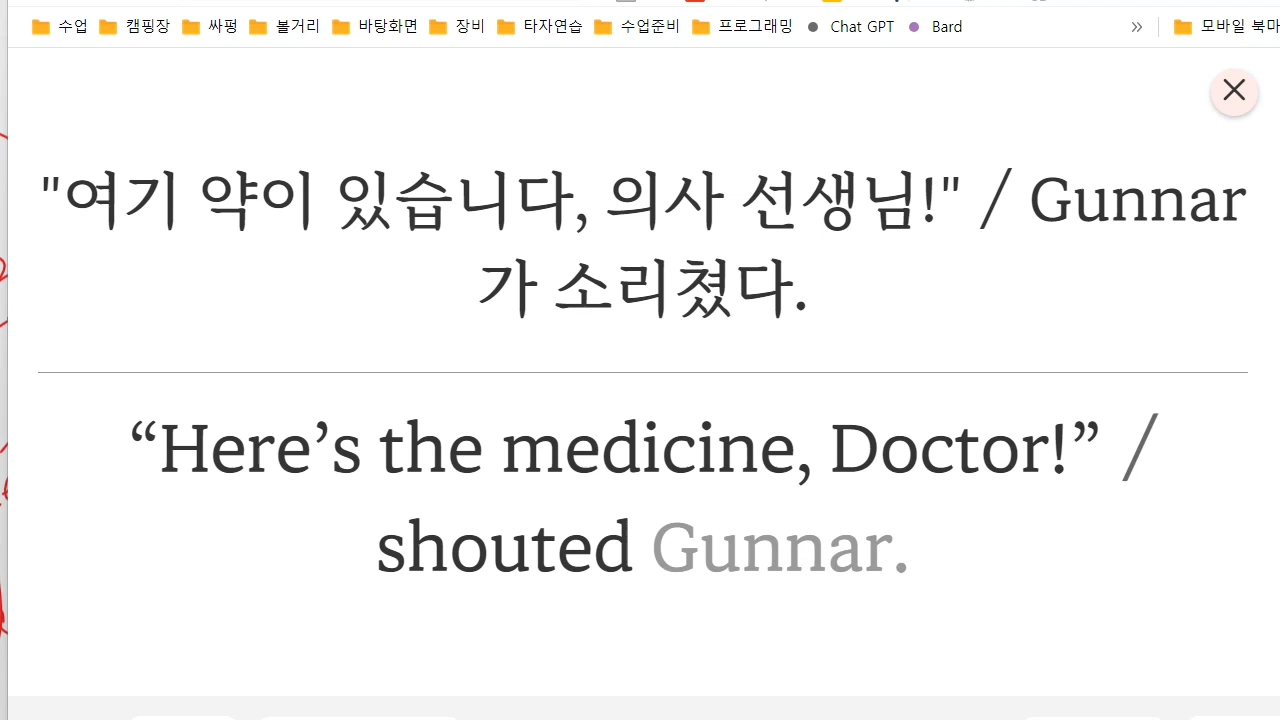 수업 캠핑장 싸펑 볼거리 바탕화면 장비 타자연습 수업준비 프로그래밍 Chat GPT Bard » 모바일 북마
"여기 약이 있습니다, 의사 선생님!" / Gunnar
가 소리쳤다.
“Here’s the medicine, Doctor!” /
shouted Gunnar.